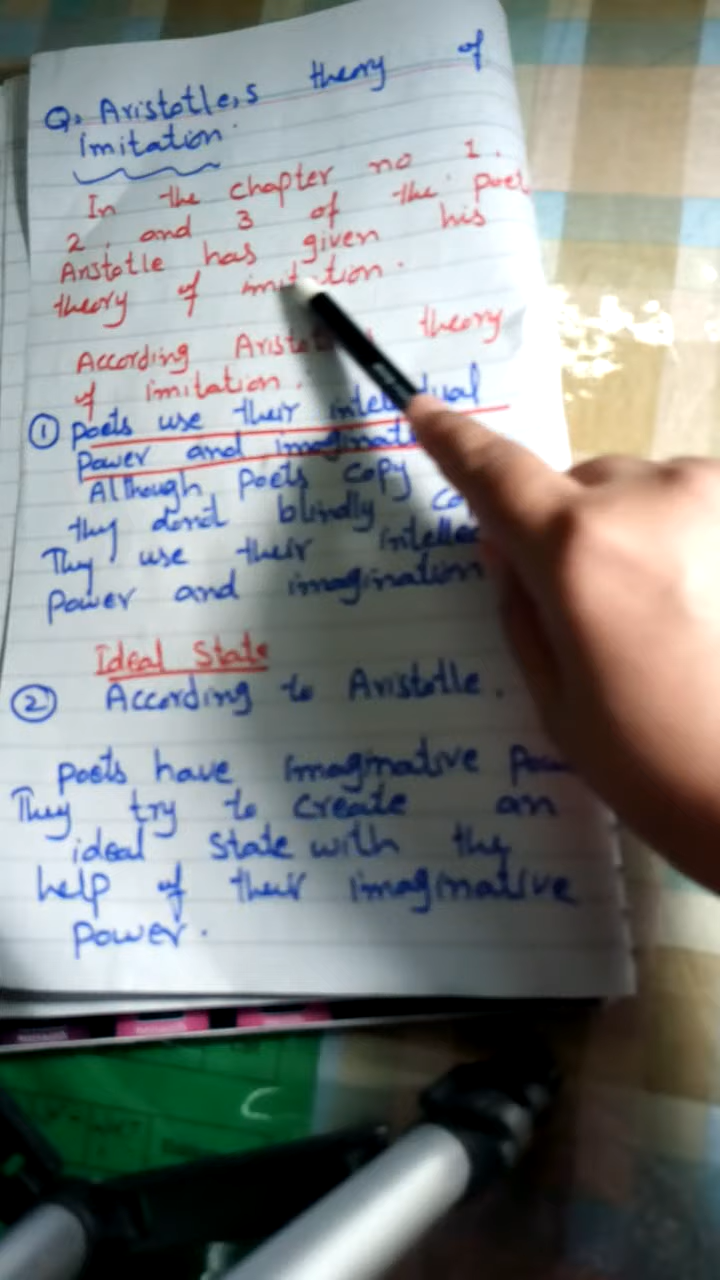 Q. Aristotle,s theory of
imitation.
In the chapter no 1.
2, and 3 of the poet
Aristotle has given his
theory of imitation.
According theory
of imitation.
① poets use their
power and
Although poets copy
they dond blindly
They use their
power and imagination
Ideal State
② According to Aristotle.
poets have imaginative
They try to create an
ideal state with the
help of their imaginative
power.